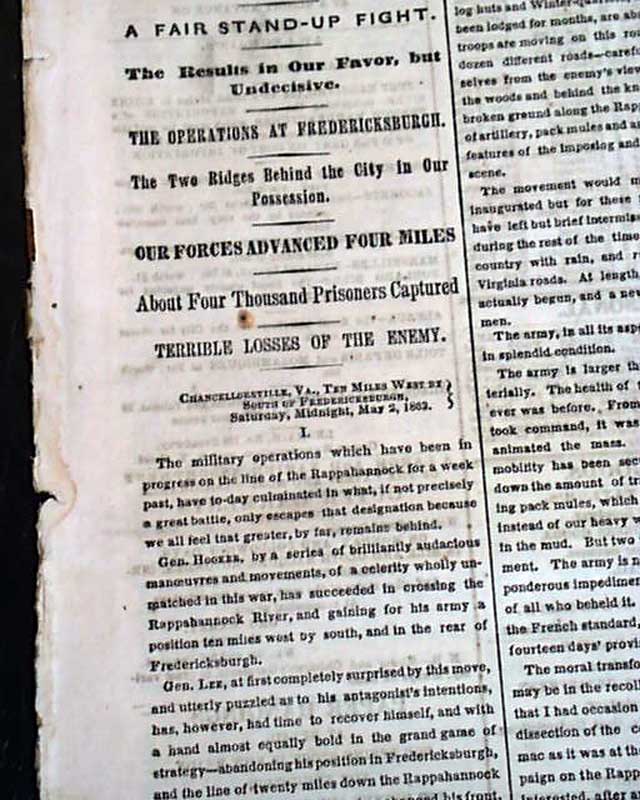 A FAIR STAND-UP FIGHT.
The Results in Our Favor, but
Undecisive.
THE OPERATIONS AT FREDERICKSBURGH.
The Two Ridges Behind the City in Our
Possession.
OUR FORCES ADVANCED FOUR MILES
About Four Thousand Prisoners Captured
TERRIBLE LOSSES OF THE ENEMY.
CHANCELLORSVILLE, VA., TEN MILES WEST BY
SOUTH OF FREDERICKSBURGH,
Saturday, Midnight, May 2, 1863.
I.
The military operations which have been in
progress on the line of the Rappahannock for a week
past, have to-day culminated in what, if not precisely
a great battle, only escapes that designation because
we all feel that greater, by far, remains behind.
Gen. HOOKER, by a series of brilliantly audacious
manœuvres and movements, of a celerity wholly un-
matched in this war, has succeeded in crossing the
Rappahannock River, and gaining for his army a
position ten miles west by south, and in the rear of
Fredericksburgh.
Gen. LEE, at first completely surprised by this move,
and utterly puzzled as to his antagonist's intentions,
has, however, had time to recover himself, and with
a hand almost equally bold in the grand game of
strategy—abandoning his position in Fredericksburgh,
and the line of twenty miles down the Rappahannock
his front,
log huts and Winter-quar
been lodged for months, are ab
troops are moving on this rou
dozen different roads—caref
selves from the enemy's view
the woods and behind the kn
broken ground along the Rap
of artillery, pack mules and a
features of the imposing and
scene.
The movement would m
inaugurated but for these
have left but brief intermis
during the rest of the time
country with rain, and r
Virginia roads. At length
actually begun, and a new
men.
The army, in all its asp
in splendid condition.
The army is larger th
terially. The health of t
ever was before. From
took command, it was
animated the mass.
mobility has been sec
down the amount of tr
ing pack mules, which
instead of our heavy w
in the mud. But two
ment. The army is n
ponderous impedimen
of all who beheld it.
the French standard,
fourteen days' provi
The moral transfo
may be in the recoll
that I had occasion
dissection of the c
mac as it was at th
paign on the Rapp
interested, after a